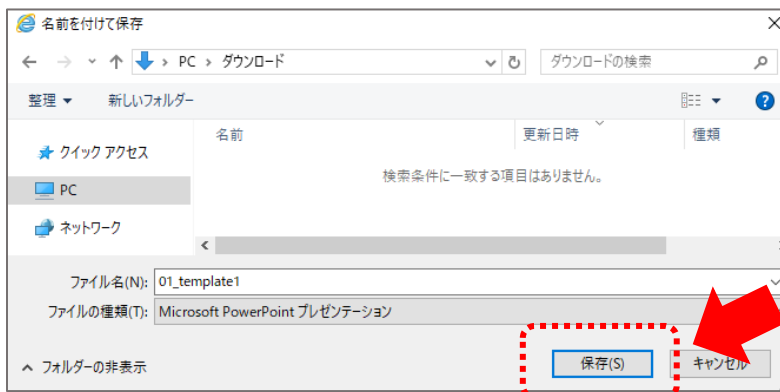 名前を付けて保存
PC › ダウンロード
ダウンロードの検索
整理 新しいフォルダー
名前 更新日時 種類
クイック アクセス
検索条件に一致する項目はありません。
PC
ネットワーク
ファイル名(N): 01_template1
ファイルの種類(T): Microsoft PowerPoint プレゼンテーション
フォルダーの非表示
保存(S) キャンセル